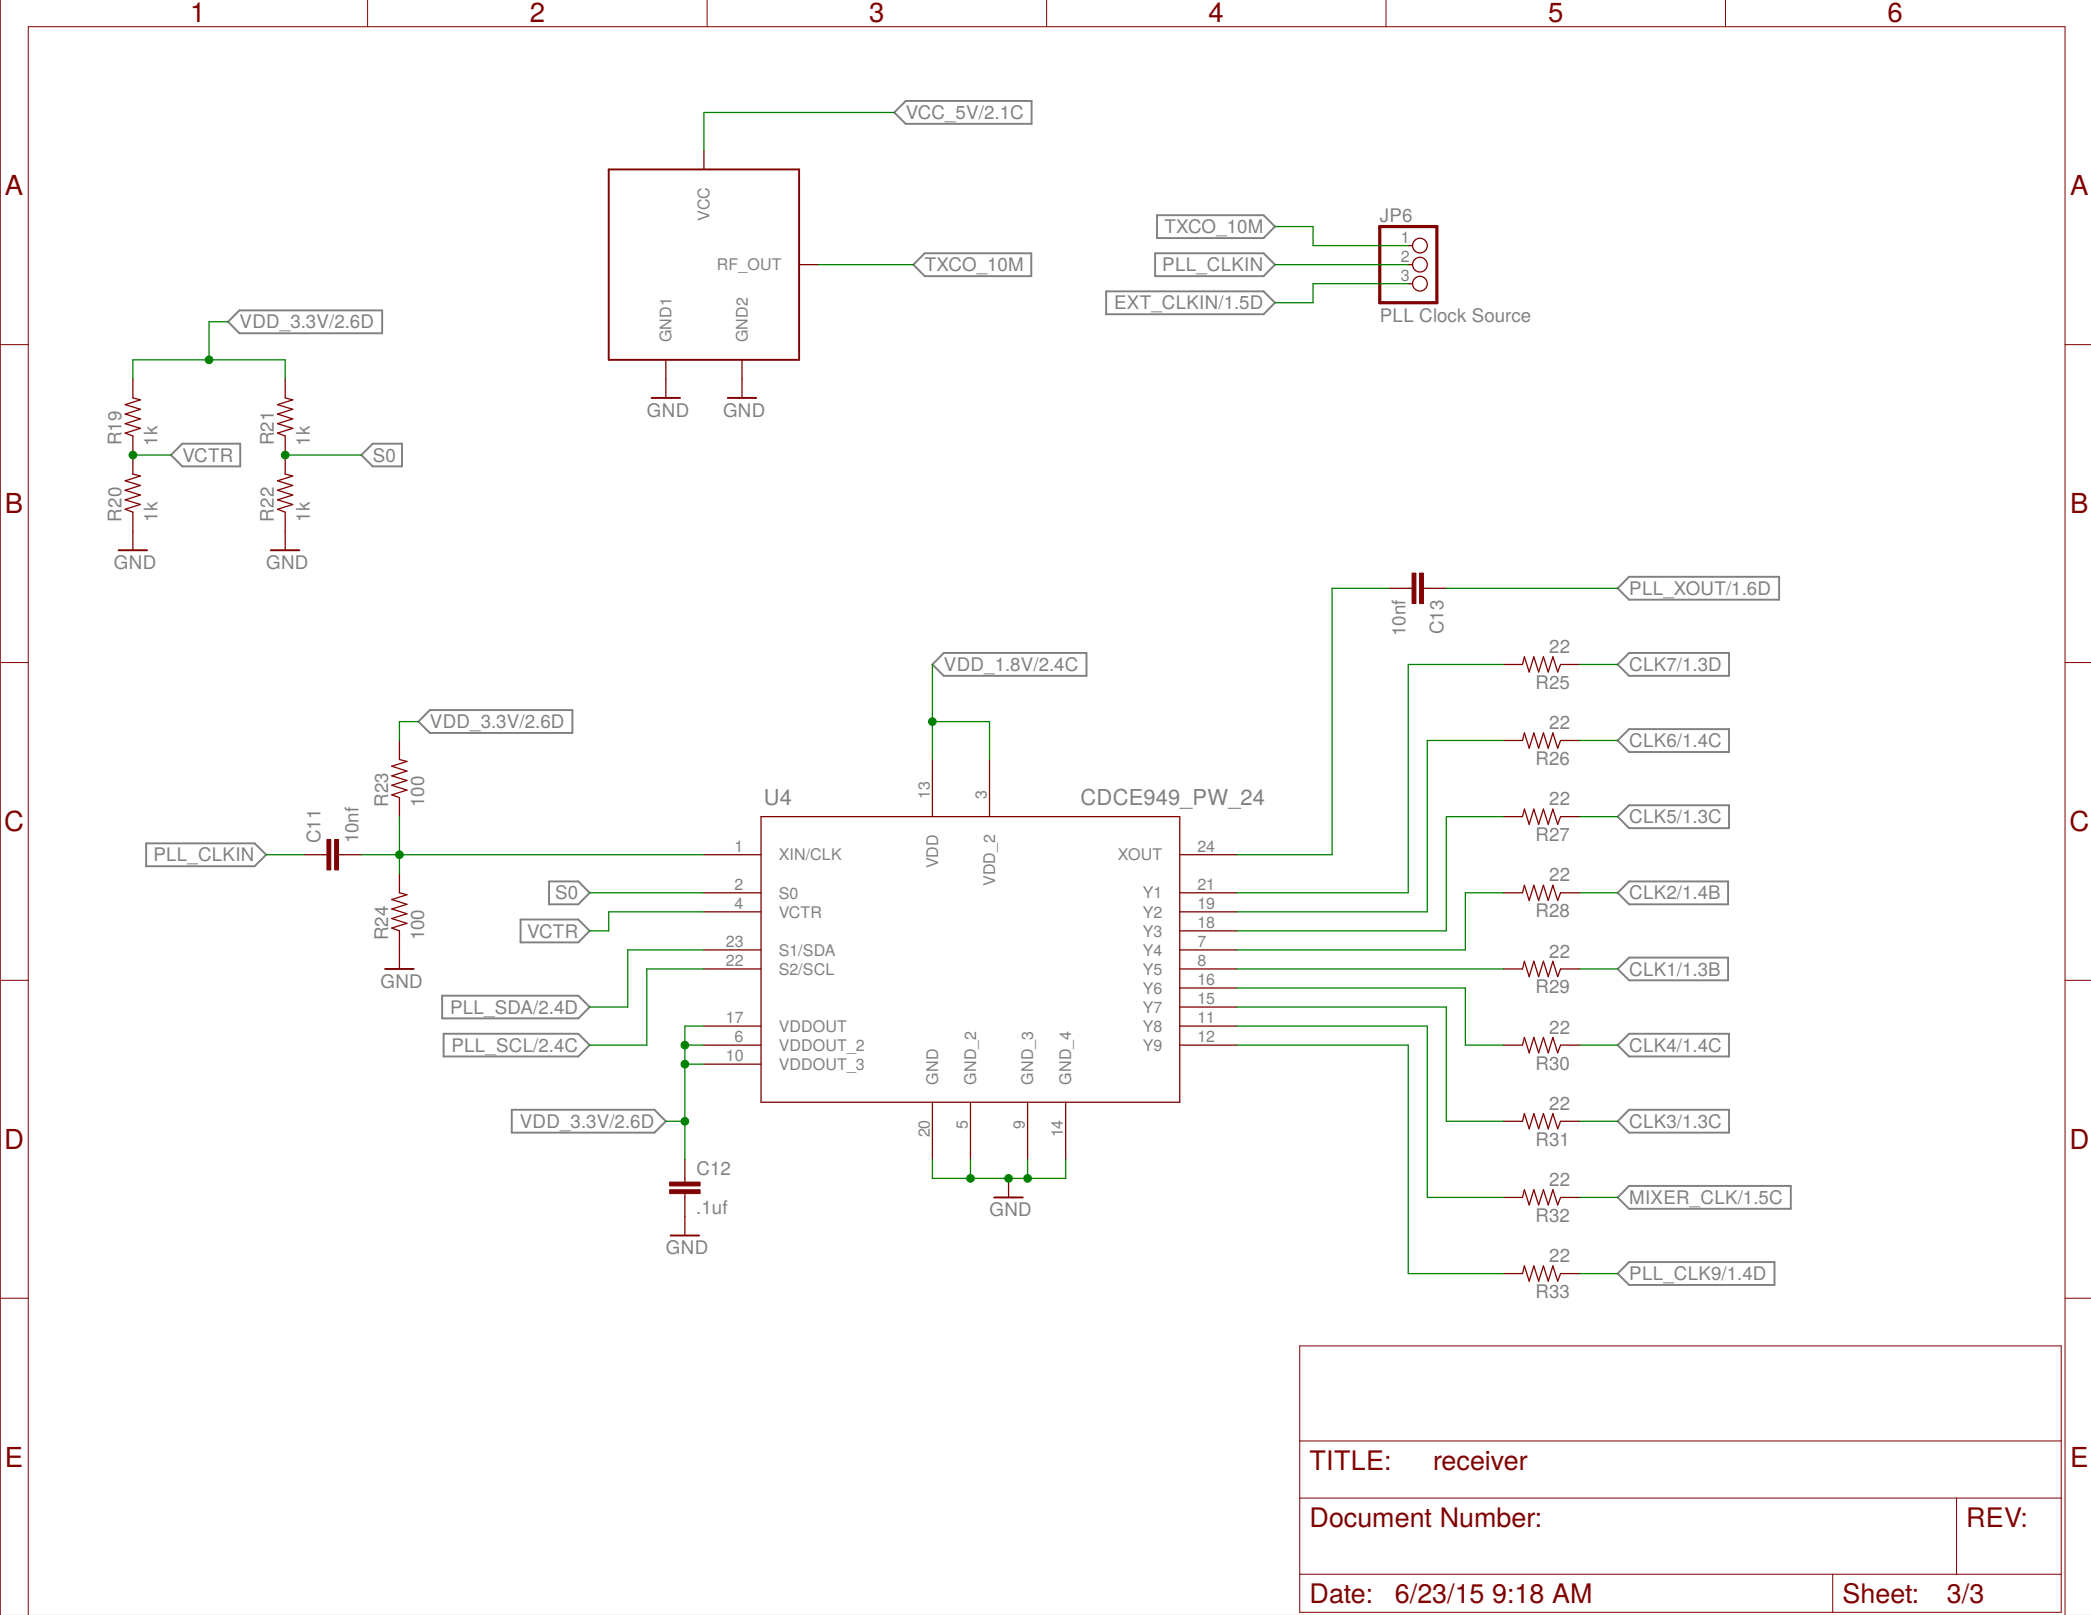 1 2 3 4 5 6
A A
B B
C C
D D
E E
VCC_5V/2.1C
VCC
RF_OUT
GND1
GND2
TXCO_10M
GND
GND
TXCO_10M
PLL_CLKIN
EXT_CLKIN/1.5D
JP6
1
2
3
PLL Clock Source
VDD_3.3V/2.6D
R19
1k
R21
1k
VCTR
S0
R20
1k
R22
1k
GND
GND
10nf
C13
PLL_XOUT/1.6D
VDD_1.8V/2.4C
22
R25
CLK7/1.3D
22
R26
CLK6/1.4C
22
R27
CLK5/1.3C
22
R28
CLK2/1.4B
22
R29
CLK1/1.3B
22
R30
CLK4/1.4C
22
R31
CLK3/1.3C
22
R32
MIXER_CLK/1.5C
22
R33
PLL_CLK9/1.4D
VDD_3.3V/2.6D
R23
100
C11
10nf
PLL_CLKIN
R24
100
GND
U4
CDCE949_PW_24
13
3
VDD
VDD_2
1 XIN/CLK
S0
2 S0
4 VCTR
VCTR
23 S1/SDA
22 S2/SCL
PLL_SDA/2.4D
PLL_SCL/2.4C
17 VDDOUT
6 VDDOUT_2
10 VDDOUT_3
XOUT 24
Y1 21
Y2 19
Y3 18
Y4 7
Y5 8
Y6 16
Y7 15
Y8 11
Y9 12
GND
GND_2
GND_3
GND_4
20
5
9
14
GND
VDD_3.3V/2.6D
C12
.1uf
GND
TITLE: receiver
Document Number:
REV:
Date: 6/23/15 9:18 AM
Sheet: 3/3